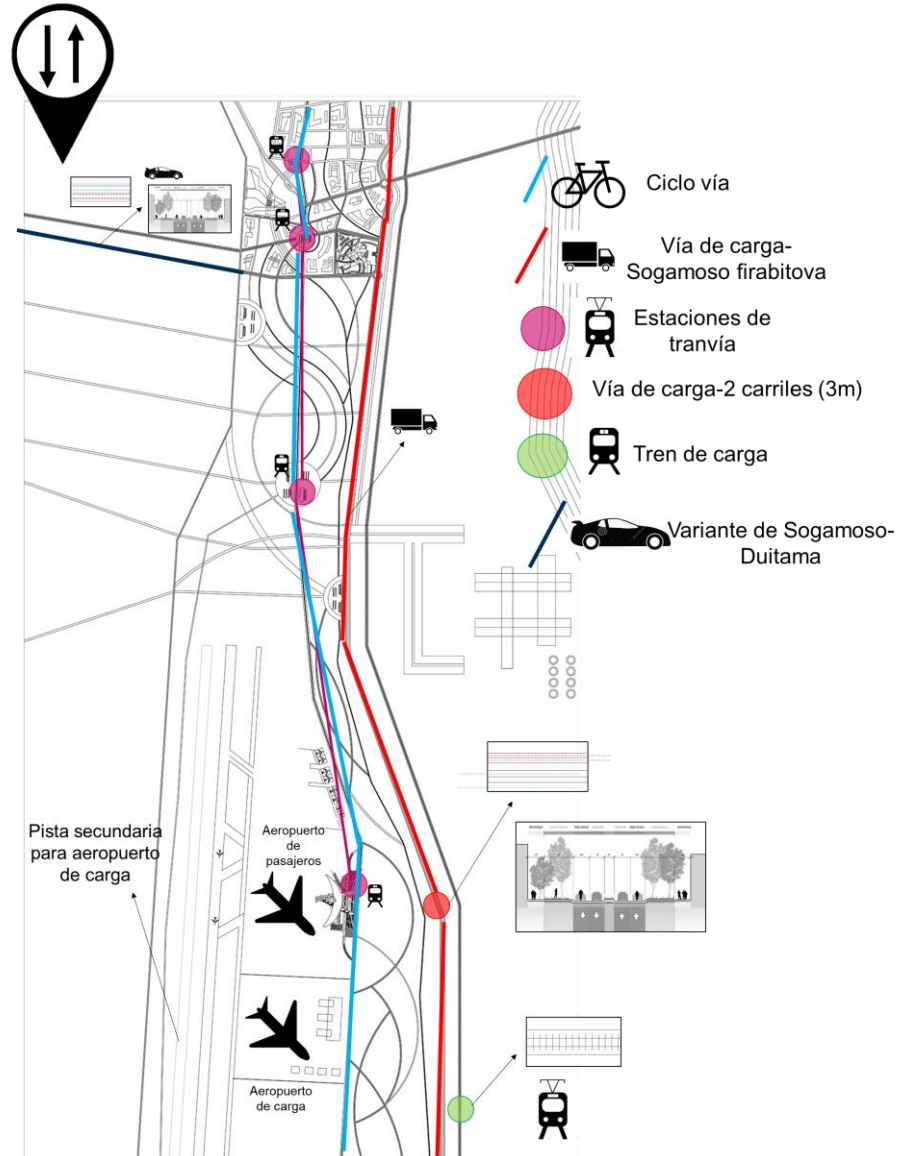 Ciclo vía
Vía de carga-
Sogamoso firabitova
Estaciones de
tranvía
Vía de carga-2 carriles (3m)
Tren de carga
Variante de Sogamoso-
Duitama
Pista secundaria
para aeropuerto
de carga
Aeropuerto
de
pasajeros
Aeropuerto
de carga